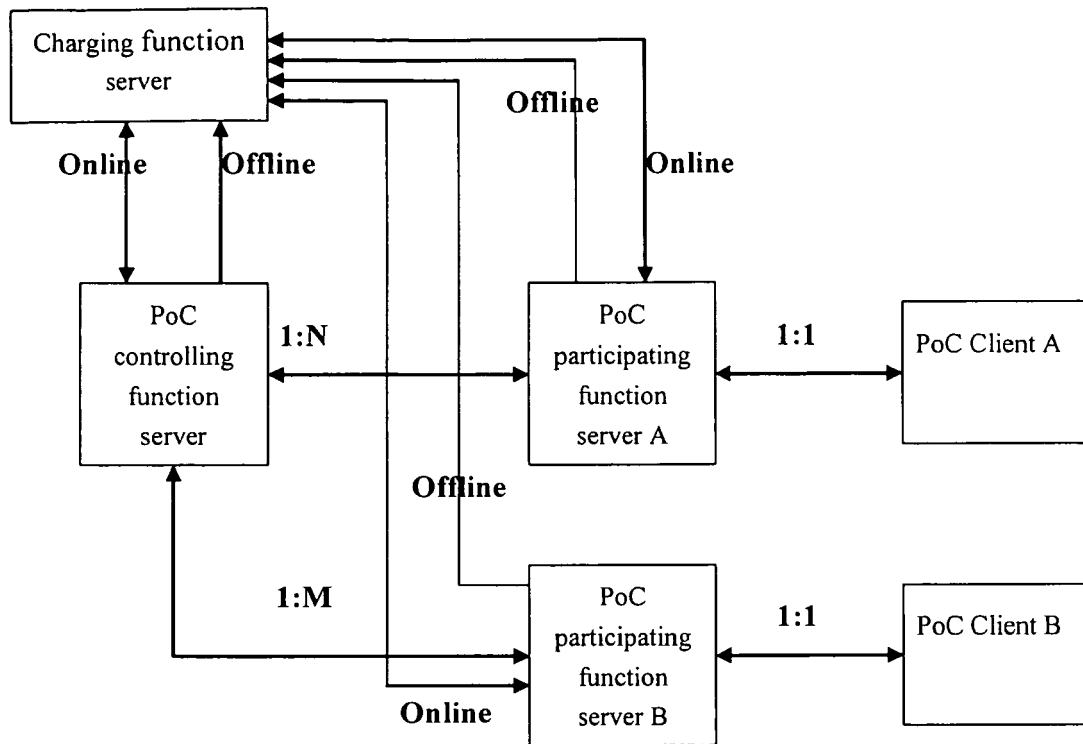 Charging function
server
Offline
Online
Offline
Online
PoC
controlling
function
server
1:N
PoC
participating
function
server A
1:1
PoC Client A
Offline
1:M
PoC
participating
function
server B
1:1
PoC Client B
Online